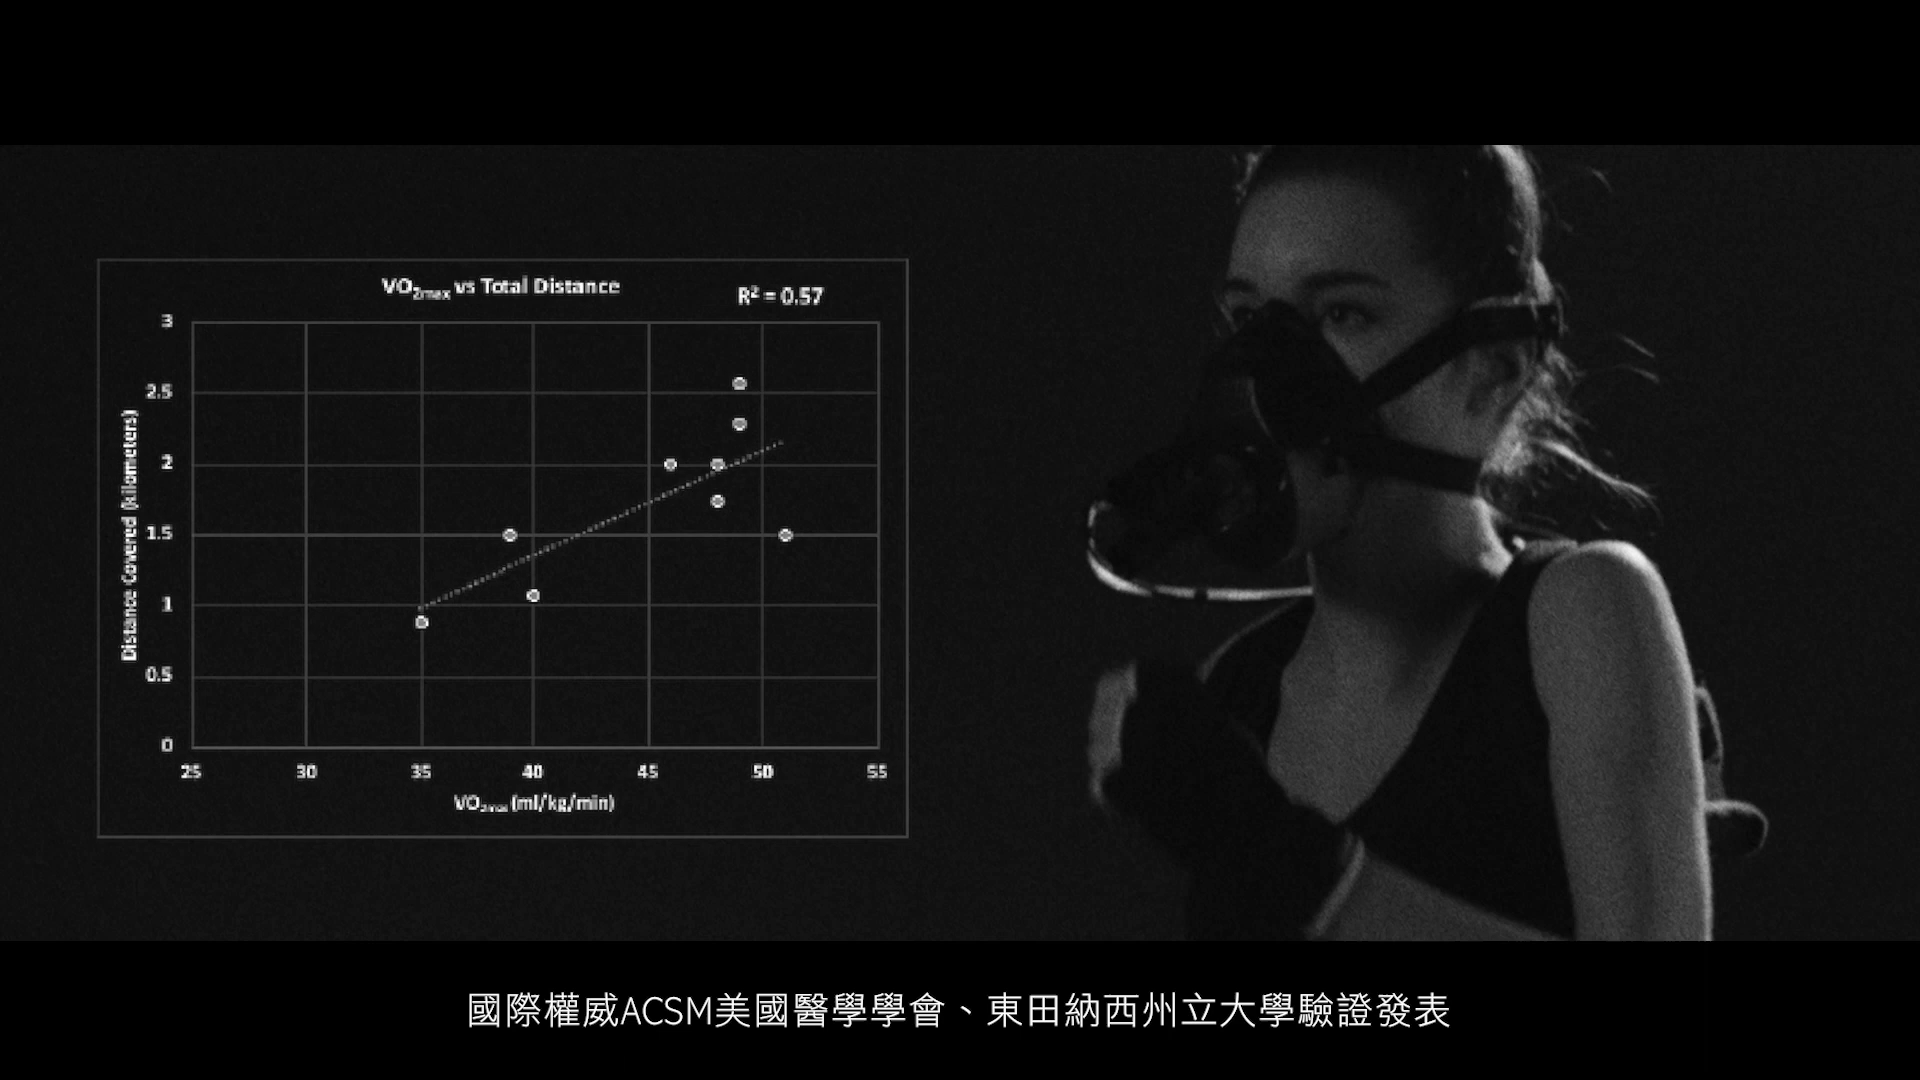 VO2max vs Total Distance
R² = 0.57
3
2.5
2
1.5
1
0.5
0
Distance Covered (kilometers)
25 30 35 40 45 50 55
VO2max (ml/kg/min)
國際權威ACSM美國醫學學會、東田納西州立大學驗證發表